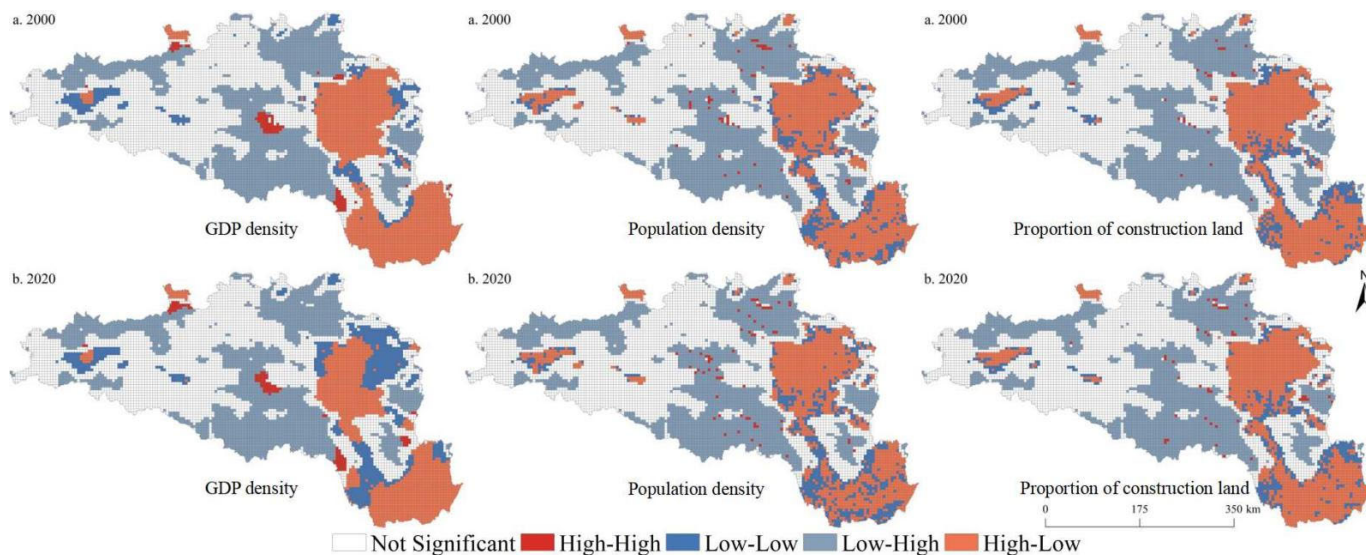 a. 2000
a. 2000
a. 2000
GDP density
Population density
Proportion of construction land
b. 2020
b. 2020
b. 2020
N
GDP density
Population density
Proportion of construction land
0 175 350 km
Not Significant High-High Low-Low Low-High High-Low